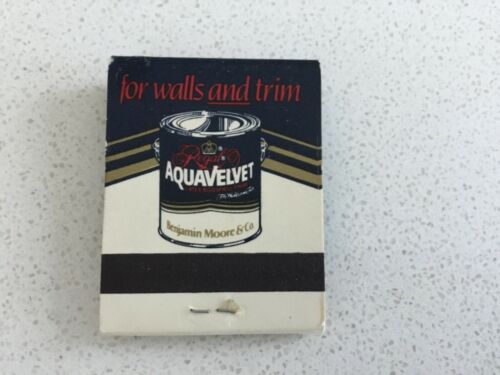 for walls and trim
Regal
AQUAVELVET
Benjamin Moore & Co.